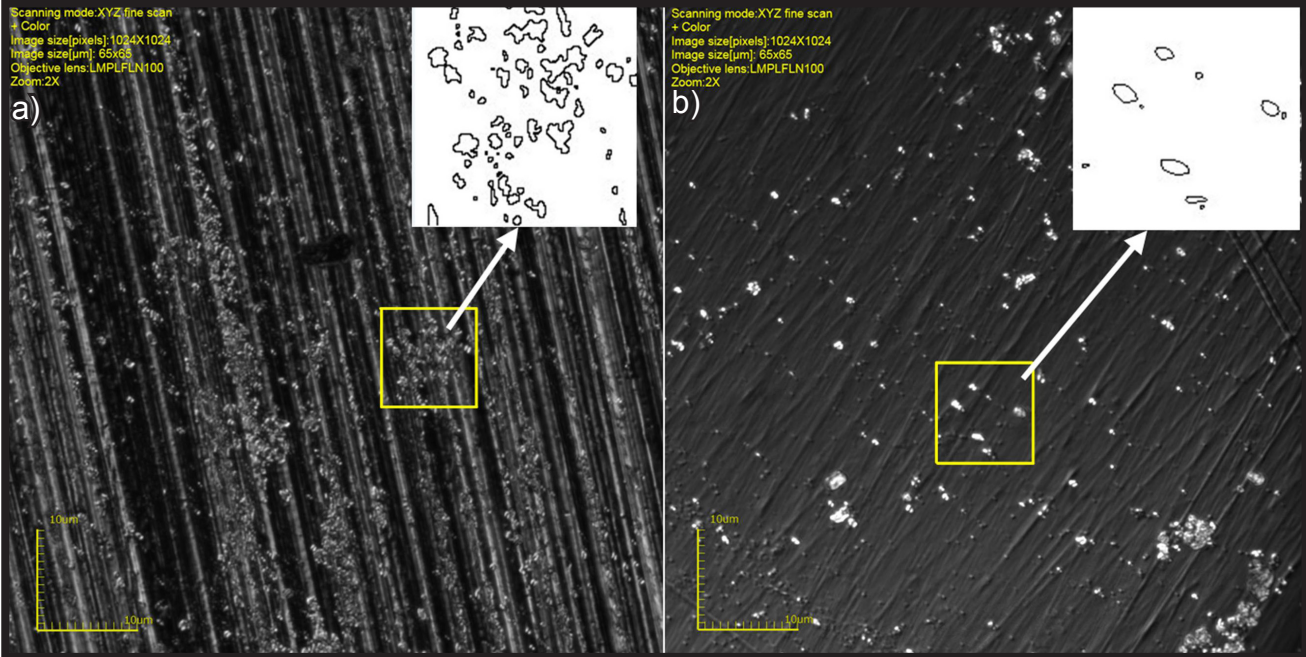 Scanning mode:XYZ fine scan
+ Color
Image size[pixels]:1024X1024
Image size[µm]: 65x65
Objective lens:LMPLFLN100
Zoom:2X
a)
10µm
10µm
Scanning mode:XYZ fine scan
+ Color
Image size[pixels]:1024X1024
Image size[µm]: 65x65
Objective lens:LMPLFLN100
Zoom:2X
b)
10µm
10µm